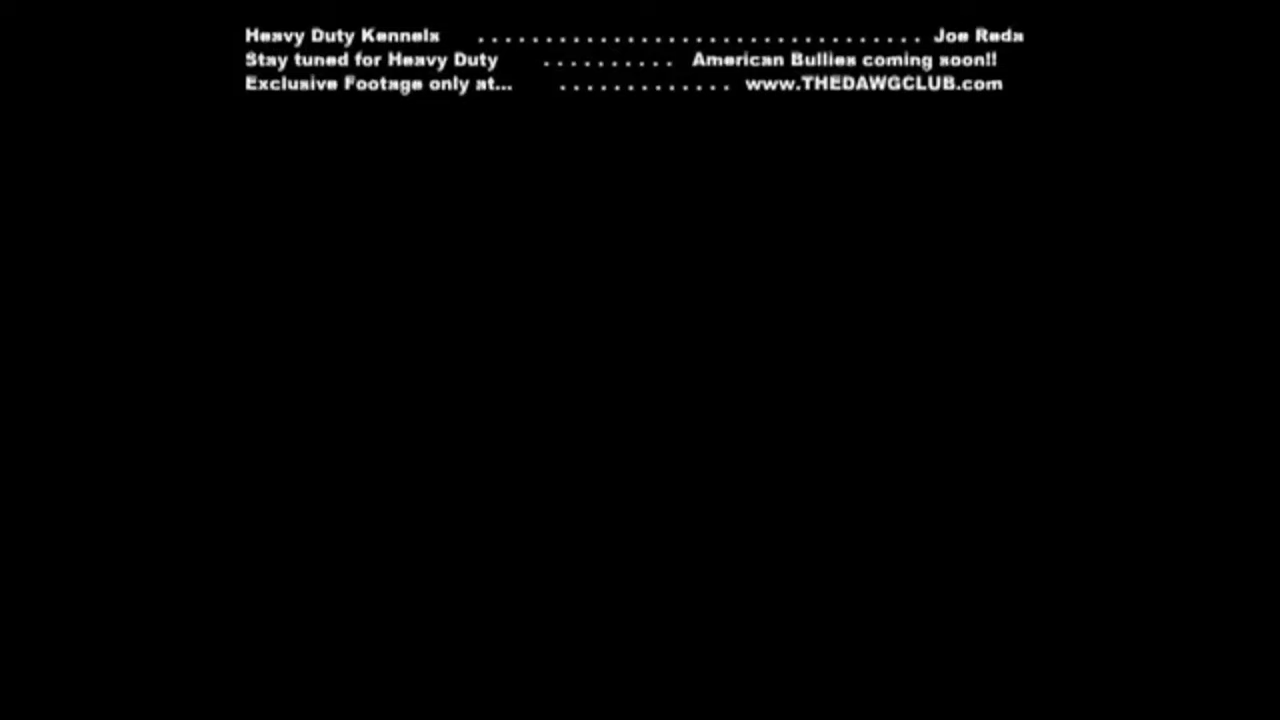 Heavy Duty Kennels . . . . . . . . . . . . . . . . . . . . . . . . . . . . . . . . . Joe Reda
Stay tuned for Heavy Duty . . . . . . . . . . American Bullies coming soon!!
Exclusive Footage only at... . . . . . . . . . . . . . www.THEDAWGCLUB.com